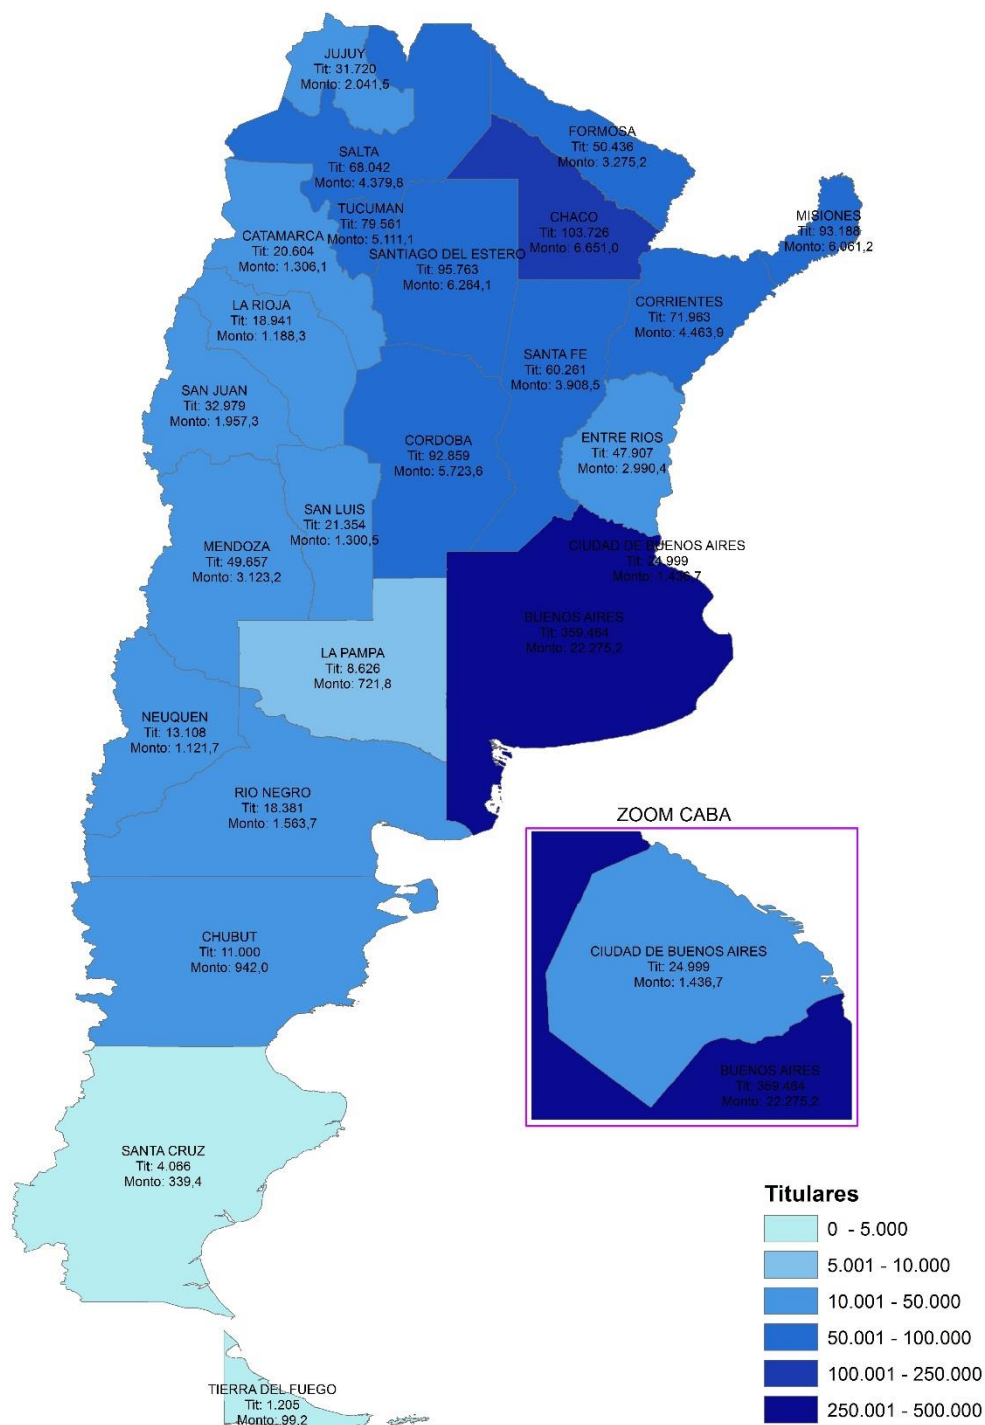 JUJUY
Tit: 31.720
Monto: 2.041,5
FORMOSA
Tit: 50.436
Monto: 3.275,2
SALTA
Tit: 68.042
Monto: 4.379,8
CHACO
Tit: 103.726
Monto: 6.651,0
MISIONES
Tit: 93.188
Monto: 6.061,2
TUCUMAN
Tit: 79.561
Monto: 5.111,1
CATAMARCA
Tit: 20.604
Monto: 1.306,1
SANTIAGO DEL ESTERO
Tit: 95.763
Monto: 6.264,1
LA RIOJA
Tit: 18.941
Monto: 1.188,3
CORRIENTES
Tit: 71.963
Monto: 4.463,9
SANTA FE
Tit: 60.261
Monto: 3.908,5
SAN JUAN
Tit: 32.979
Monto: 1.957,3
CORDOBA
Tit: 92.859
Monto: 5.723,6
ENTRE RIOS
Tit: 47.907
Monto: 2.990,4
SAN LUIS
Tit: 21.354
Monto: 1.300,5
MENDOZA
Tit: 49.657
Monto: 3.123,2
CIUDAD DE BUENOS AIRES
Tit: 24.999
Monto: 1.436,7
BUENOS AIRES
Tit: 359.464
Monto: 22.275,2
LA PAMPA
Tit: 8.626
Monto: 721,8
NEUQUEN
Tit: 13.108
Monto: 1.121,7
RIO NEGRO
Tit: 18.381
Monto: 1.563,7
ZOOM CABA
CIUDAD DE BUENOS AIRES
Tit: 24.999
Monto: 1.436,7
BUENOS AIRES
Tit: 359.464
Monto: 22.275,2
CHUBUT
Tit: 11.000
Monto: 942,0
SANTA CRUZ
Tit: 4.066
Monto: 339,4
TIERRA DEL FUEGO
Tit: 1.205
Monto: 99,2
Titulares
0 - 5.000
5.001 - 10.000
10.001 - 50.000
50.001 - 100.000
100.001 - 250.000
250.001 - 500.000